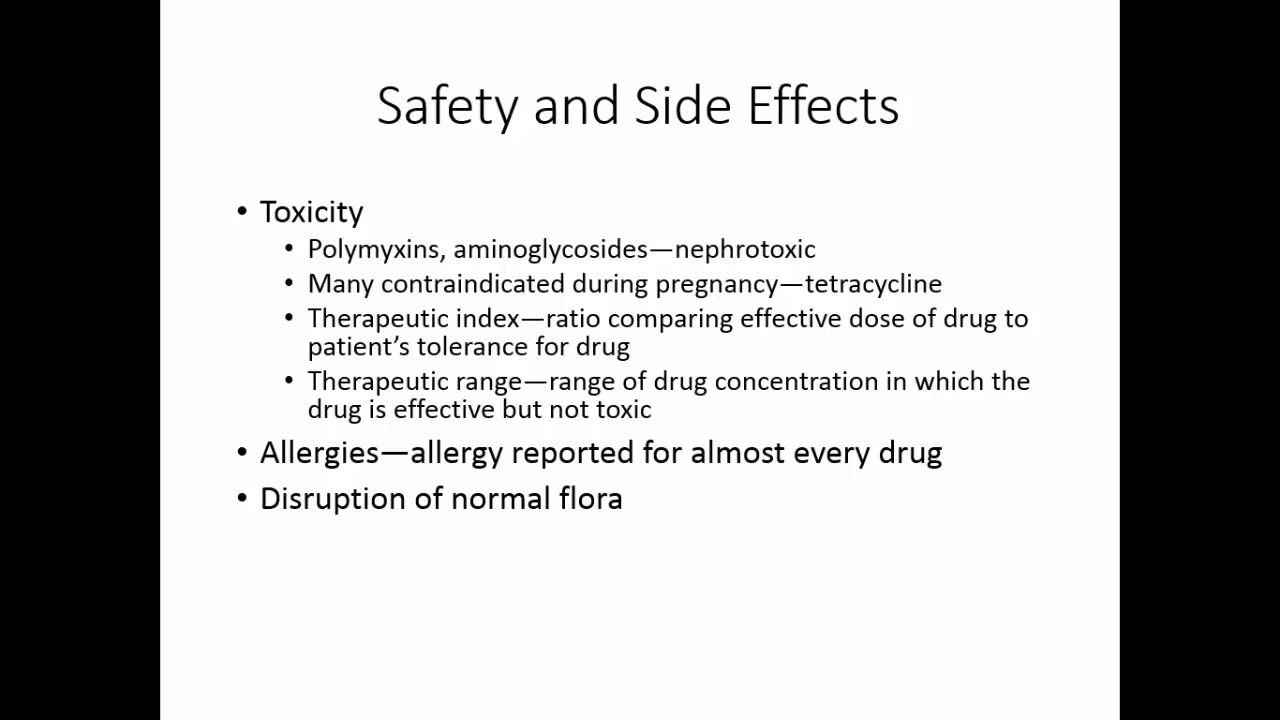 Safety and Side Effects
• Toxicity
• Polymyxins, aminoglycosides—nephrotoxic
• Many contraindicated during pregnancy—tetracycline
• Therapeutic index—ratio comparing effective dose of drug to
patient’s tolerance for drug
• Therapeutic range—range of drug concentration in which the
drug is effective but not toxic
• Allergies—allergy reported for almost every drug
• Disruption of normal flora